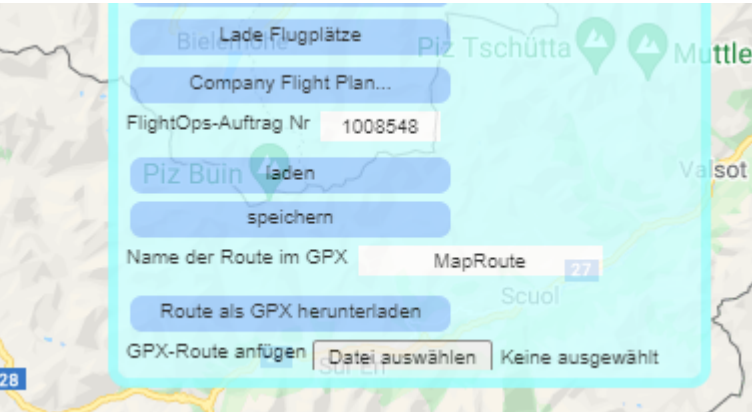 Lade Flugplätze
Bielerhöhe
Piz Tschütta
Muttle
Company Flight Plan...
FlightOps-Auftrag Nr 1008548
Piz Buin
laden
Valsot
speichern
Name der Route im GPX MapRoute
27
Scuol
Route als GPX herunterladen
GPX-Route anfügen Datei auswählen Keine ausgewählt
Sur En
28